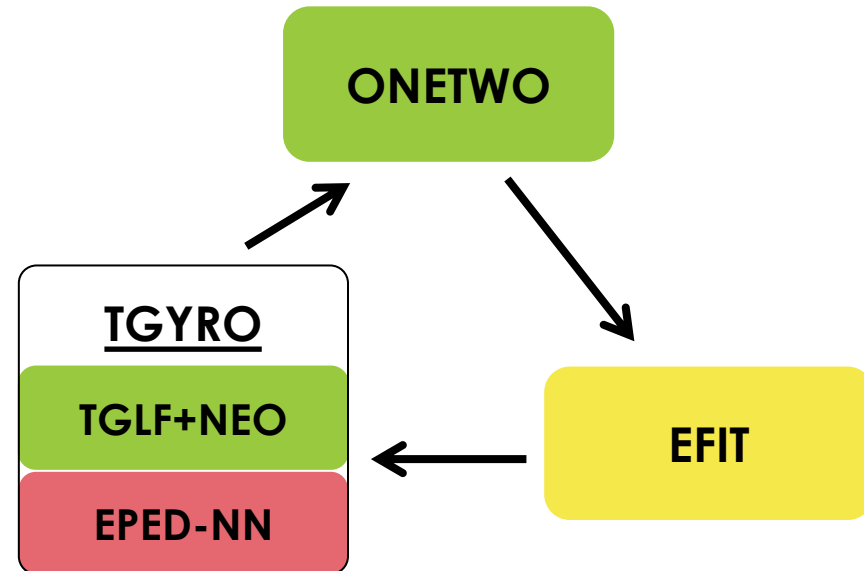 ONETWO
TGYRO
TGLF+NEO
EPED-NN
EFIT